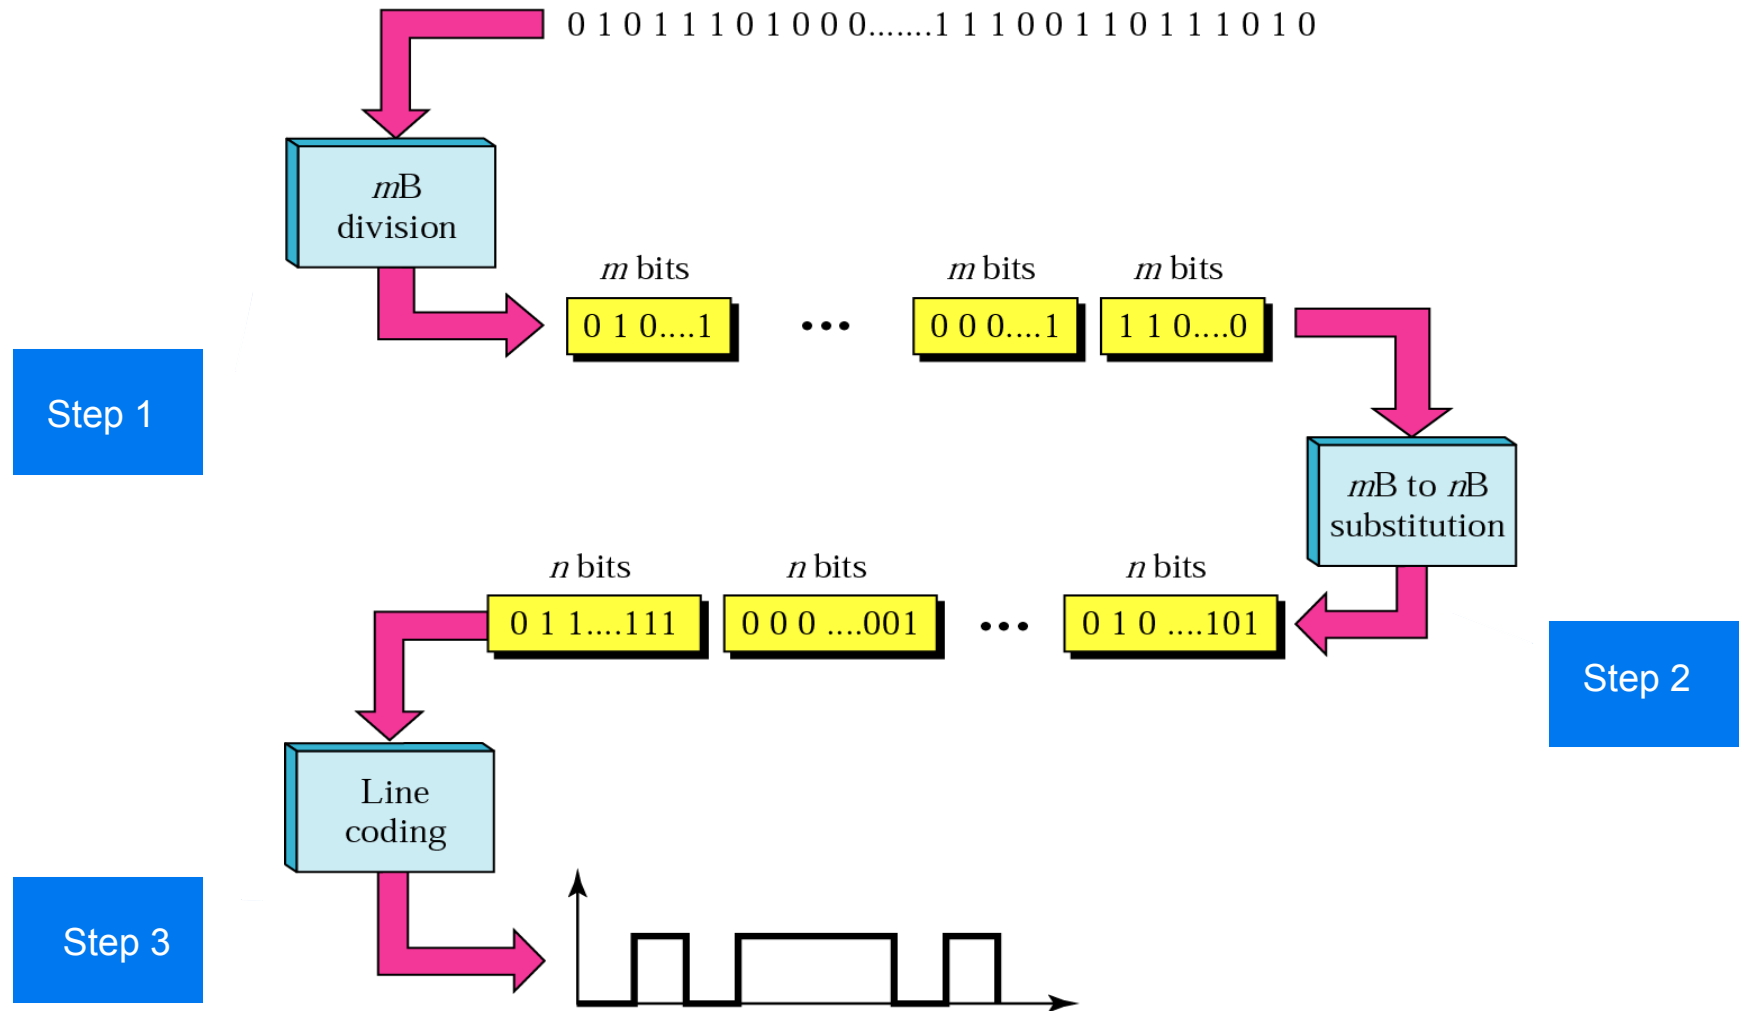 0 1 0 1 1 1 0 1 0 0 0.......1 1 1 0 0 1 1 0 1 1 1 0 1 0
mB
division
m bits
m bits
m bits
0 1 0....1
...
0 0 0....1
1 1 0....0
Step 1
mB to nB
substitution
n bits
n bits
n bits
0 1 1....111
0 0 0 ....001
...
0 1 0 ....101
Step 2
Line
coding
Step 3